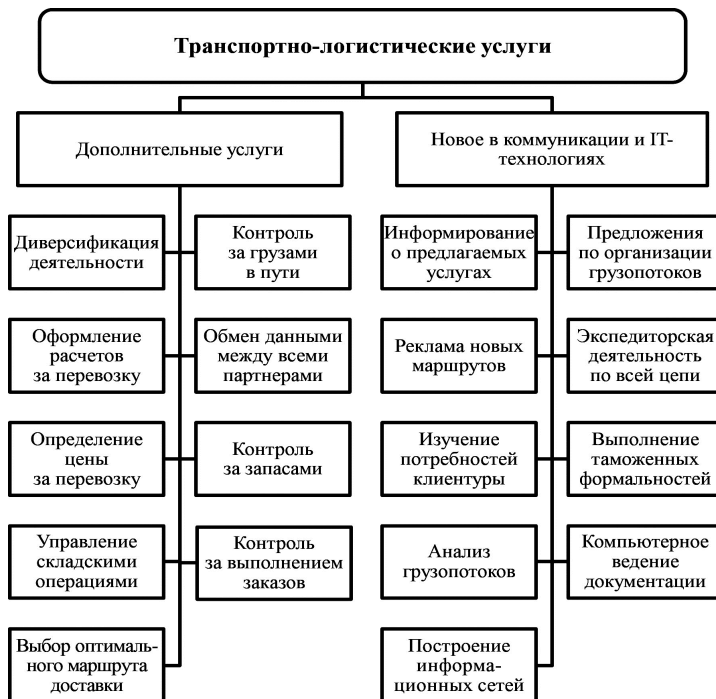 Транспортно-логистические услуги
Дополнительные услуги
Новое в коммуникации и IT-
технологиях
Диверсификация
деятельности
Контроль
за грузами
в пути
Информирование
о предлагаемых
услугах
Предложения
по организации
грузопотоков
Оформление
расчетов
за перевозку
Обмен данными
между всеми
партнерами
Реклама новых
маршрутов
Экспедиторская
деятельность
по всей цепи
Определение
цены
за перевозку
Контроль
за запасами
Изучение
потребностей
клиентуры
Выполнение
таможенных
формальностей
Управление
складскими
операциями
Контроль
за выполнением
заказов
Анализ
грузопотоков
Компьютерное
ведение
документации
Выбор оптималь-
ного маршрута
доставки
Построение
информа-
ционных сетей